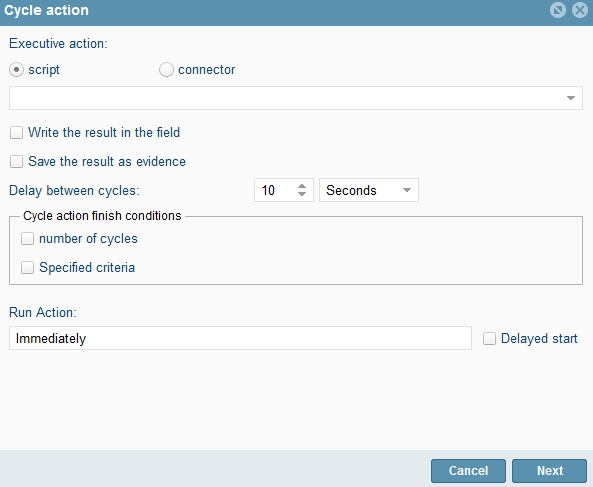 Cycle action
Executive action:
script connector
Write the result in the field
Save the result as evidence
Delay between cycles: 10 Seconds
Cycle action finish conditions
number of cycles
Specified criteria
Run Action:
Immediately Delayed start
Cancel Next